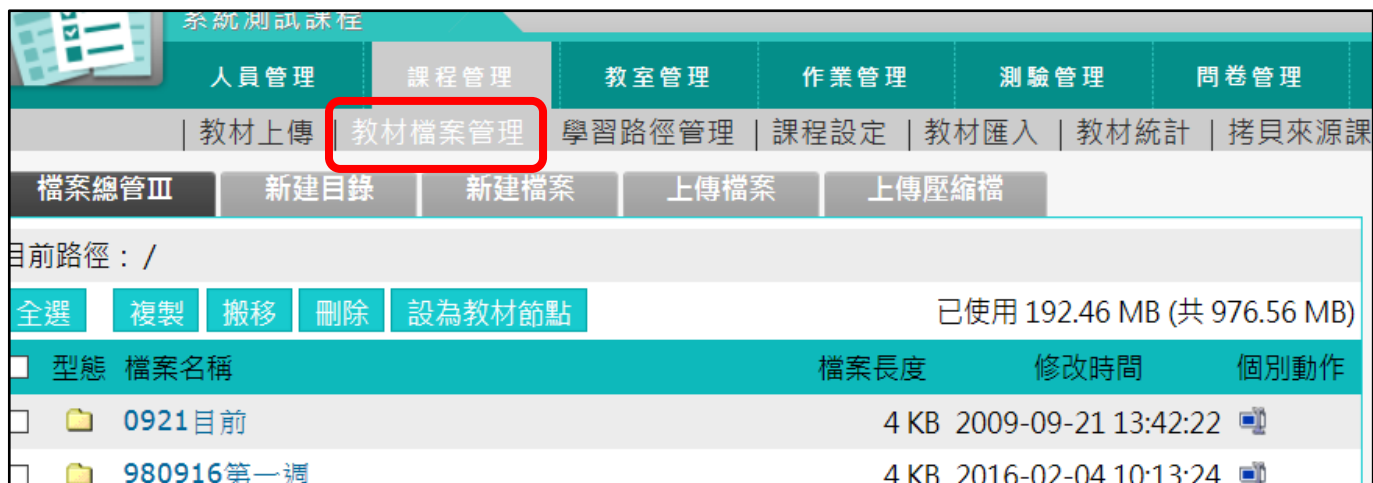 系統測試課程
人員管理 課程管理 教室管理 作業管理 測驗管理 問卷管理
| 教材上傳 | 教材檔案管理 | 學習路徑管理 | 課程設定 | 教材匯入 | 教材統計 | 拷貝來源課
檔案總管III 新建目錄 新建檔案 上傳檔案 上傳壓縮檔
目前路徑：/
全選 複製 搬移 刪除 設為教材節點 已使用 192.46 MB (共 976.56 MB)
型態 檔案名稱 檔案長度 修改時間 個別動作
0921目前 4 KB 2009-09-21 13:42:22
980916第一週 4 KB 2016-02-04 10:13:24